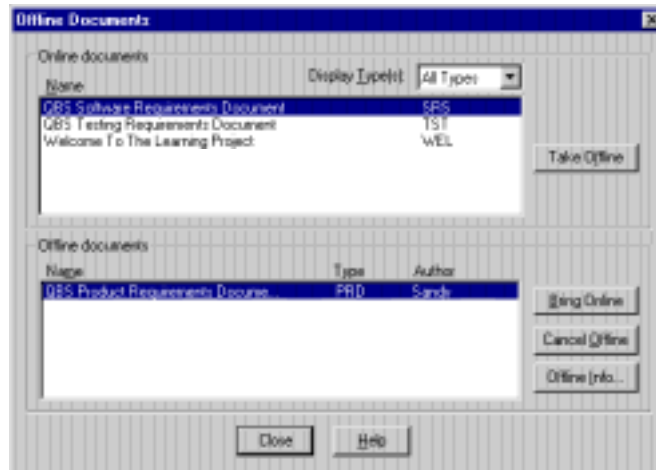 Offline Documents
Online documents
Display Type(s): All Types
Name
QBS Software Requirements Document SRS
QBS Testing Requirements Document TST
Welcome To The Learning Project WEL
Take Offline
Offline documents
Name Type Author
QBS Product Requirements Docume... PRD Sandy
Bring Online
Cancel Offline
Offline Info...
Close Help